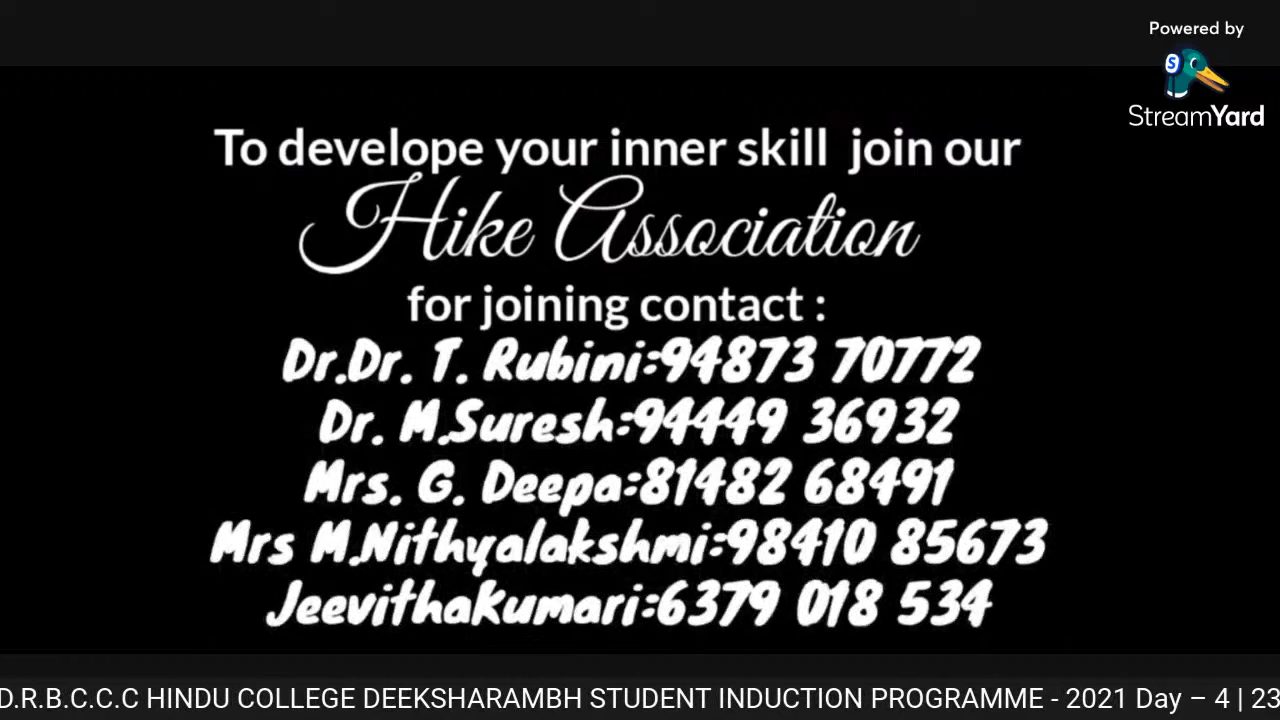 Powered by
StreamYard
To develope your inner skill join our
Hike Association
for joining contact :
Dr.Dr. T. Rubini:94873 70772
Dr. M.Suresh:94449 36932
Mrs. G. Deepa:81482 68491
Mrs M.Nithyalakshmi:98410 85673
Jeevithakumari:6379 018 534
D.R.B.C.C.C HINDU COLLEGE DEEKSHARAMBH STUDENT INDUCTION PROGRAMME - 2021 Day – 4 | 23